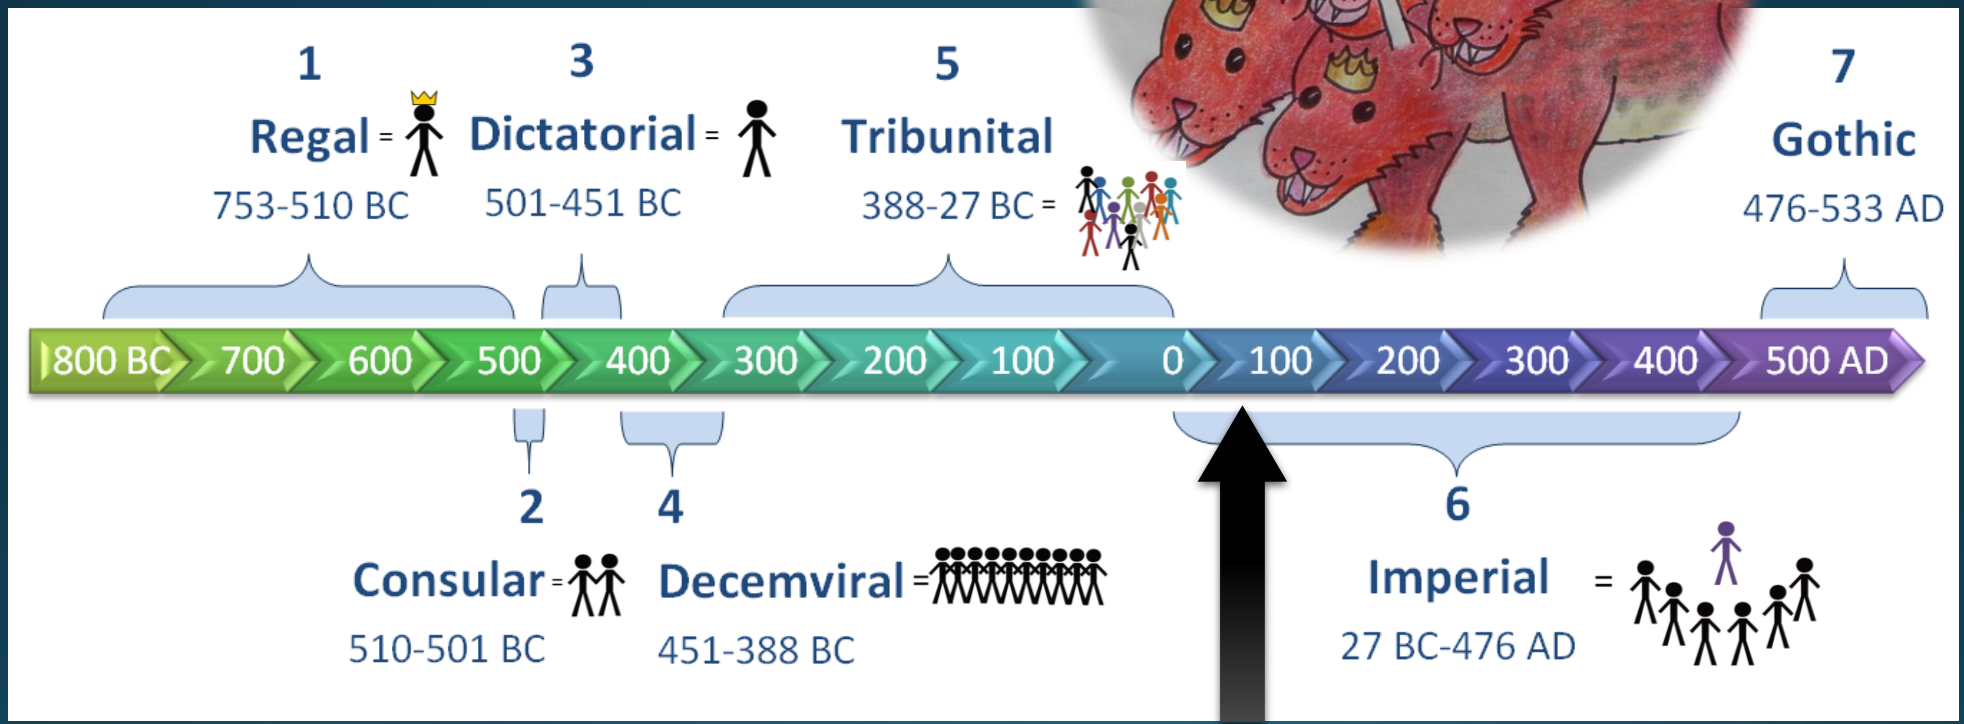 1
Regal =
753-510 BC
3
Dictatorial =
501-451 BC
5
Tribunital
388-27 BC =
7
Gothic
476-533 AD
800 BC 700 600 500 400 300 200 100 0 100 200 300 400 500 AD
2
Consular =
510-501 BC
4
Decemviral =
451-388 BC
6
Imperial =
27 BC-476 AD